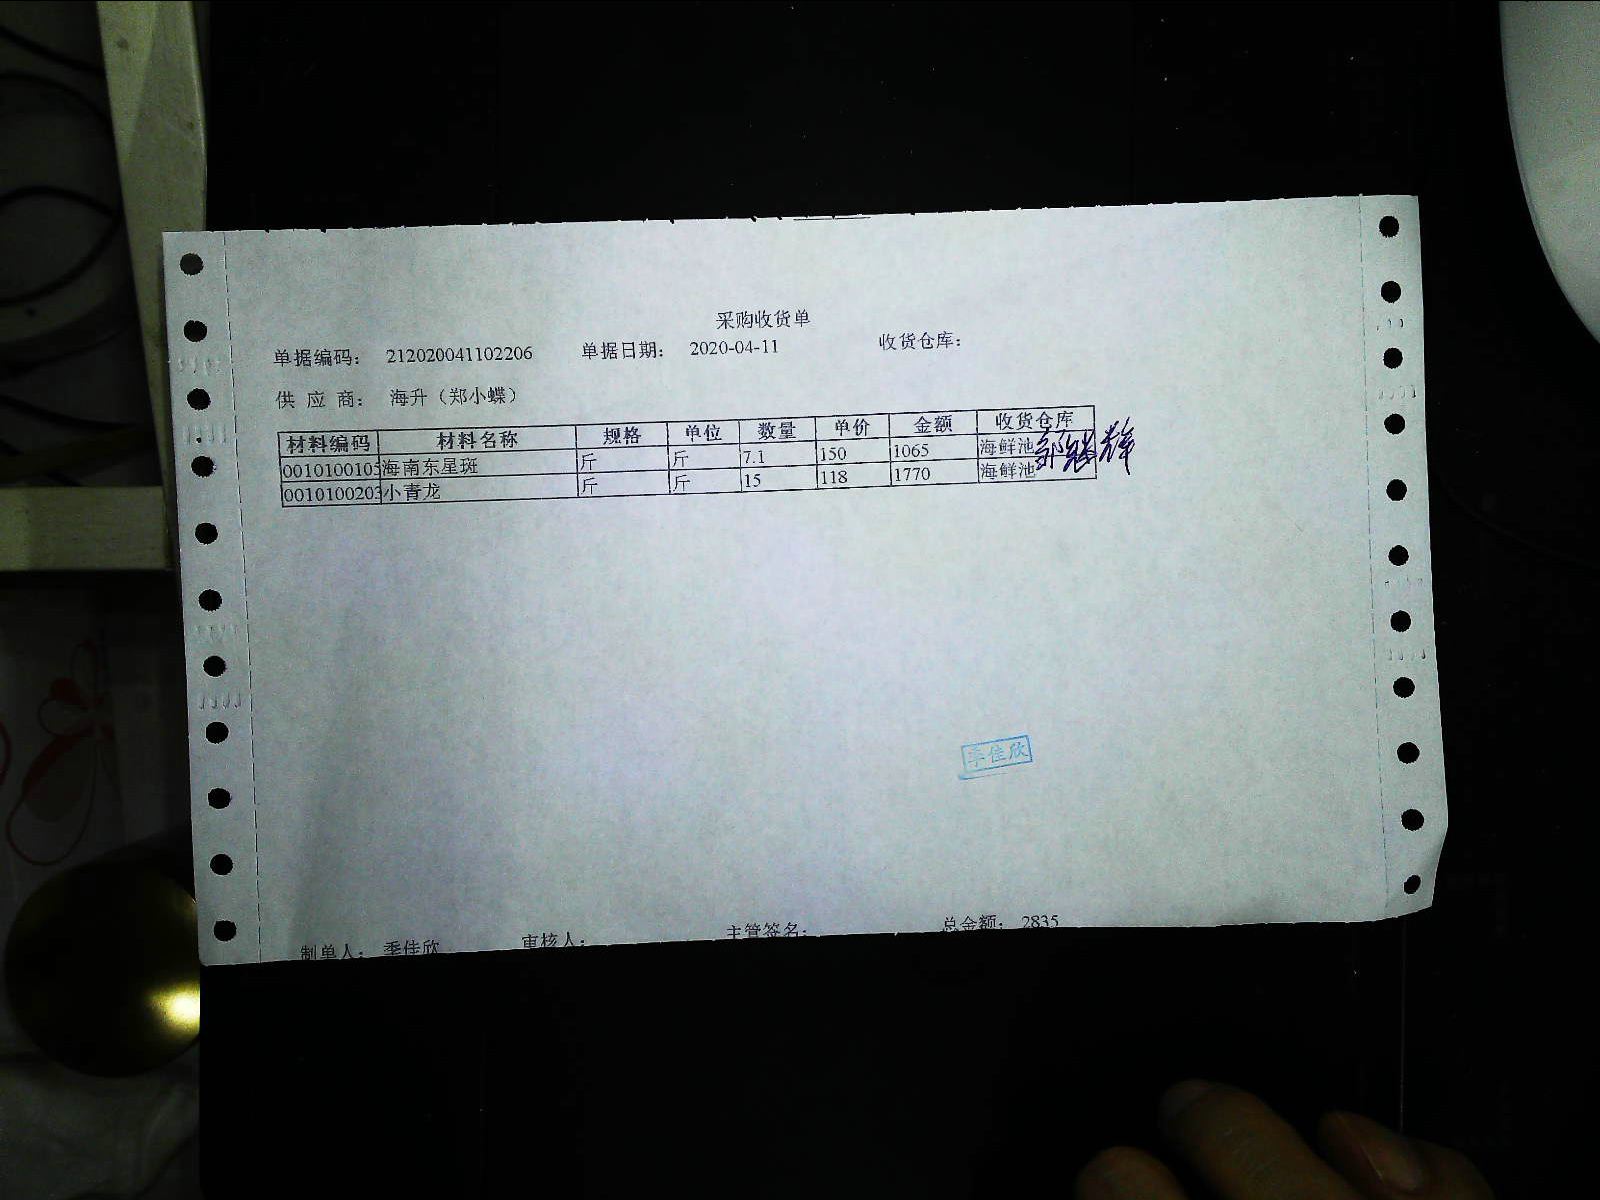 采购收货单
单据编码： 212020041102206 单据日期： 2020-04-11 收货仓库：
供 应 商： 海升（郑小蝶）
材料编码 材料名称 规格 单位 数量 单价 金额 收货仓库
0010100105 海南东星斑 斤 斤 7.1 150 1065 海鲜池
0010100203 小青龙 斤 斤 15 118 1770 海鲜池
季佳欣
制单人： 季佳欣 审核人： 主管签名： 总金额： 2835